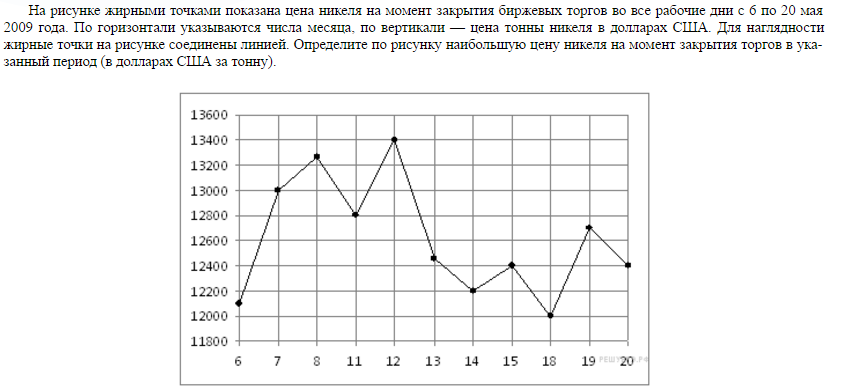 На рисунке жирными точками показана цена никеля на момент закрытия биржевых торгов во все рабочие дни с 6 по 20 мая
2009 года. По горизонтали указываются числа месяца, по вертикали — цена тонны никеля в долларах США. Для наглядности
жирные точки на рисунке соединены линией. Определите по рисунку наибольшую цену никеля на момент закрытия торгов в ука-
занный период (в долларах США за тонну).
13600
13400
13200
13000
12800
12600
12400
12200
12000
11800
6 7 8 11 12 13 14 15 18 19 20